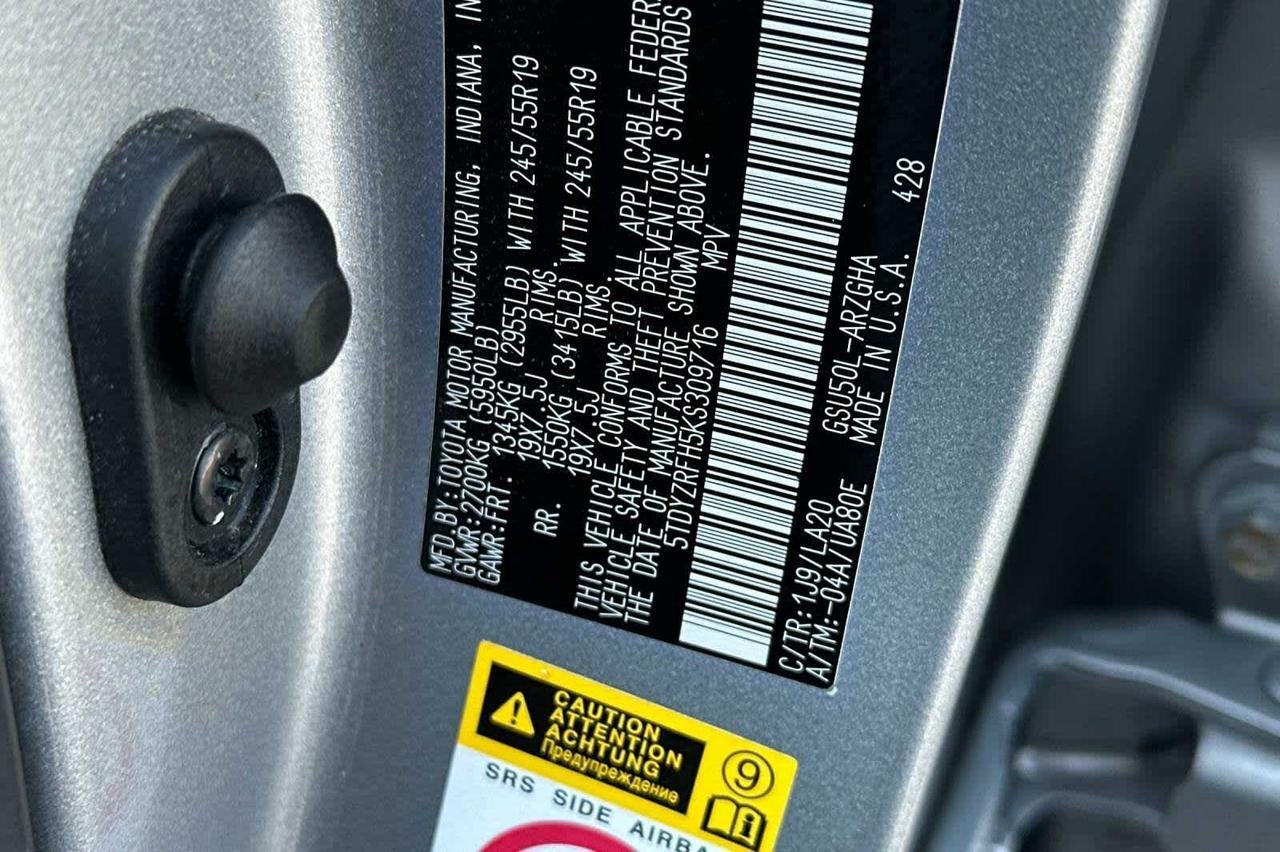 MFD.BY:TOYOTA MOTOR MANUFACTURING, INDIANA, IN
GVWR:2700KG (5950LB)
GAWR:FRT. 1345KG (2955LB) WITH 245/55R19
19X7.5J RIMS.
RR. 1550KG (3415LB) WITH 245/55R19
19X7.5J RIMS.
THIS VEHICLE CONFORMS TO ALL APPLICABLE FEDER
VEHICLE SAFETY AND THEFT PREVENTION STANDARDS
THE DATE OF MANUFACTURE SHOWN ABOVE.
5TDYZRFH5KS309716 MPV
C/TR:1J9/LA20 GSU50L-ARZGHA 428
A/TM:-04A/UA80E MADE IN U.S.A.
CAUTION
ATTENTION
ACHTUNG
Предупреждение
9
SRS SIDE AIRBA